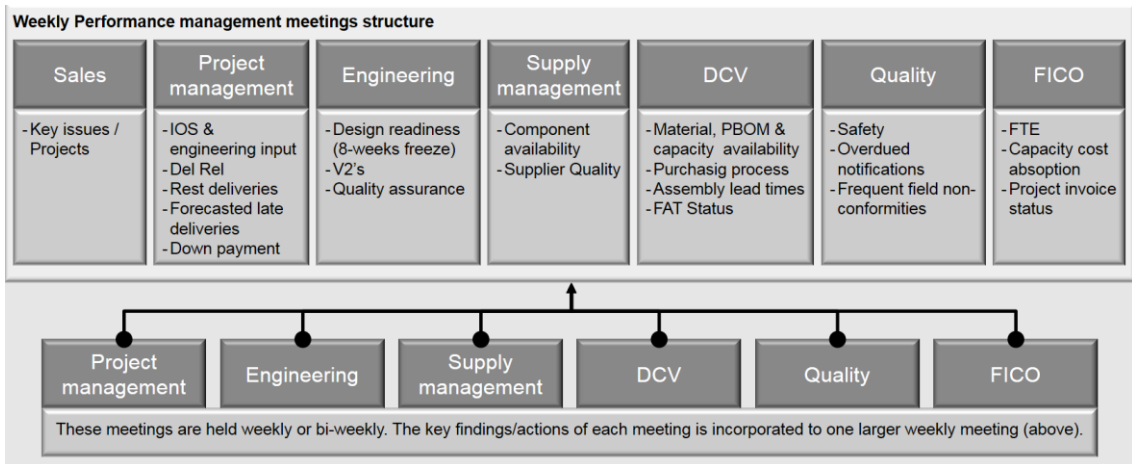 Weekly Performance management meetings structure
Sales
- Key issues /
Projects
Project
management
- IOS &
engineering input
- Del Rel
- Rest deliveries
- Forecasted late
deliveries
- Down payment
Engineering
- Design readiness
(8-weeks freeze)
- V2's
- Quality assurance
Supply
management
- Component
availability
- Supplier Quality
DCV
- Material, PBOM &
capacity availability
- Purchasig process
- Assembly lead times
- FAT Status
Quality
- Safety
- Overdued
notifications
- Frequent field non-
conformities
FICO
- FTE
- Capacity cost
absoption
- Project invoice
status
Project
management
Engineering
Supply
management
DCV
Quality
FICO
These meetings are held weekly or bi-weekly. The key findings/actions of each meeting is incorporated to one larger weekly meeting (above).